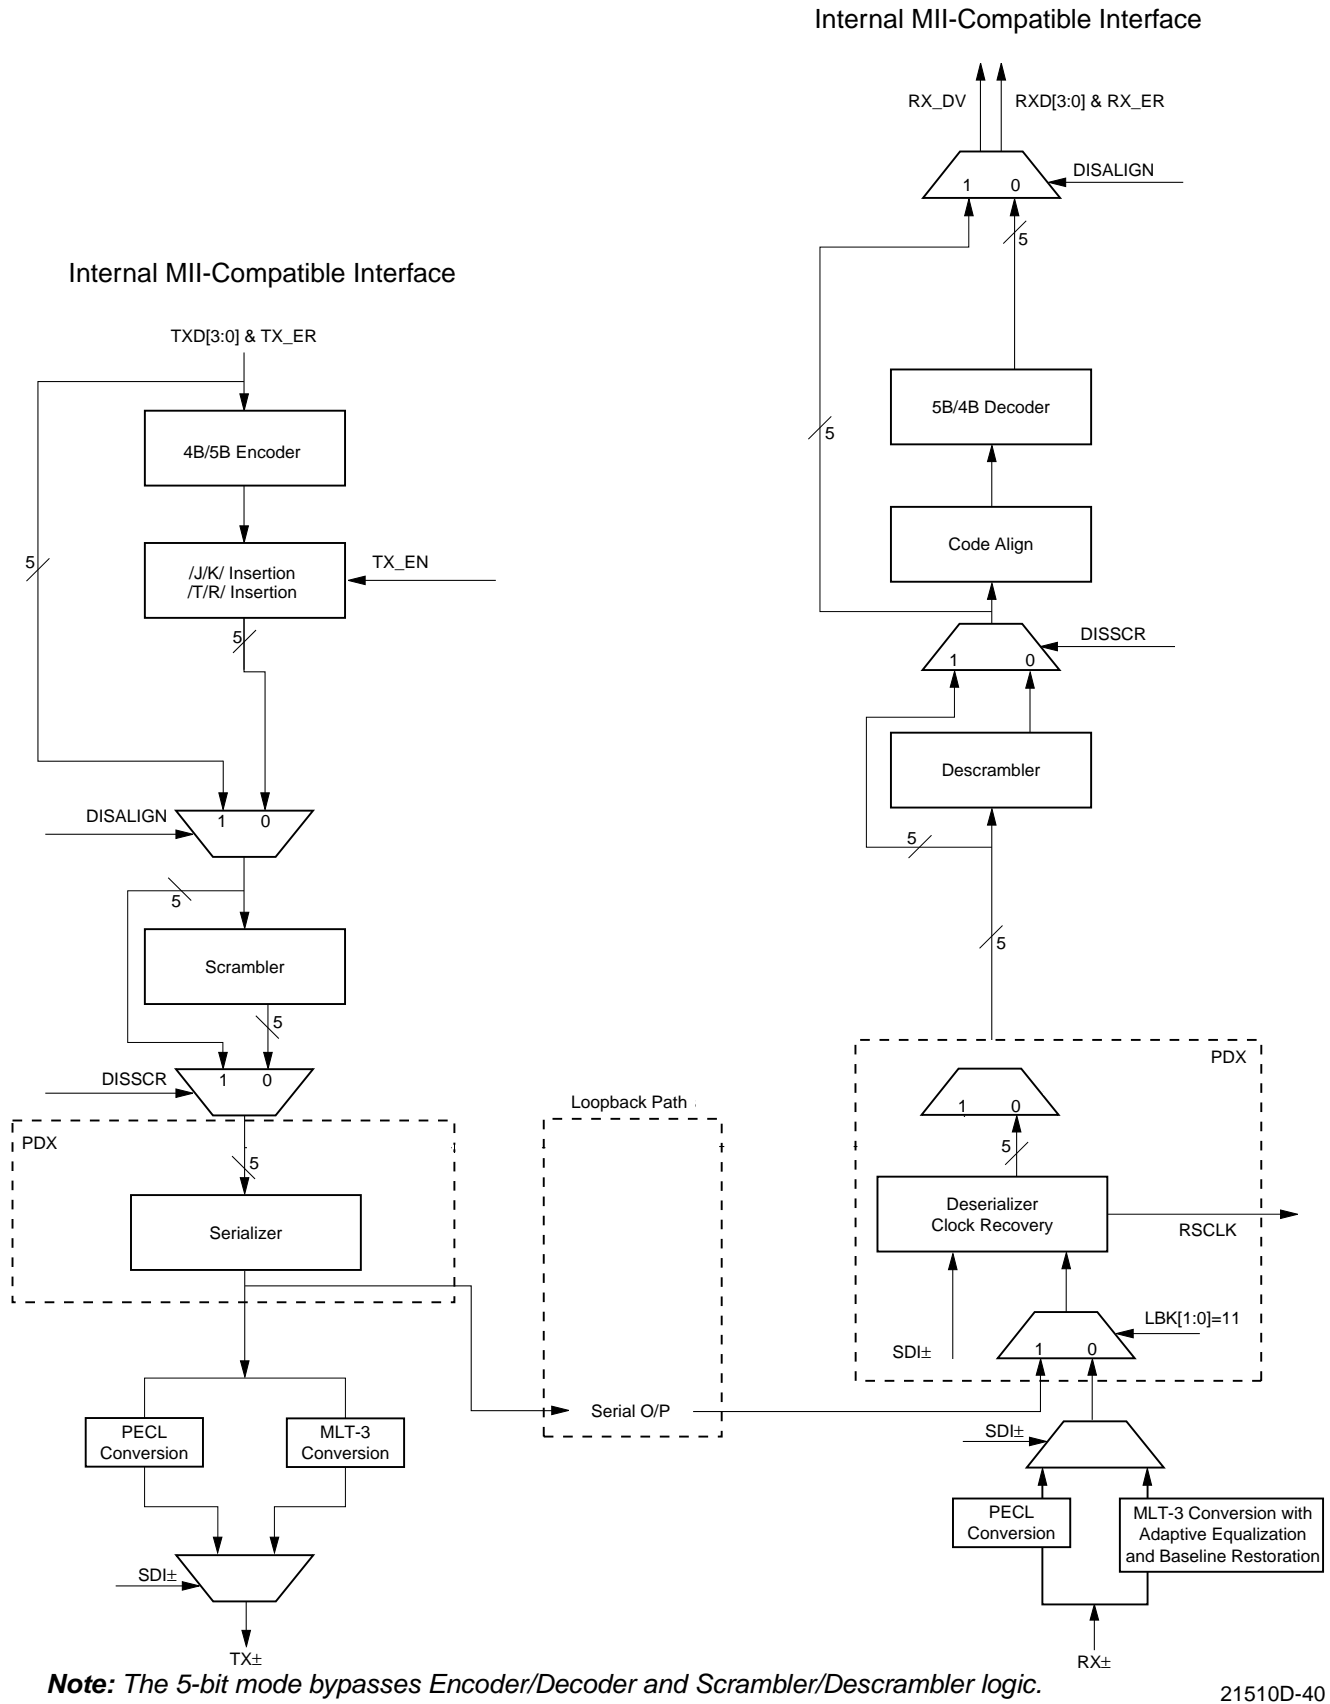 Internal MII-Compatible Interface
RX_DV
RXD[3:0] & RX_ER
DISALIGN
1 0
5
Internal MII-Compatible Interface
TXD[3:0] & TX_ER
5B/4B Decoder
5
4B/5B Encoder
Code Align
5
/J/K/ Insertion
/T/R/ Insertion
TX_EN
5
DISSCR
1 0
Descrambler
DISALIGN
1 0
5
5
5
Scrambler
5
DISSCR
1 0
PDX
5
Serializer
Loopback Path
Serial O/P
PDX
1 0
5
Deserializer
Clock Recovery
RSCLK
SDI±
LBK[1:0]=11
1 0
PECL
Conversion
MLT-3
Conversion
SDI±
TX±
SDI±
PECL
Conversion
MLT-3 Conversion with
Adaptive Equalization
and Baseline Restoration
RX±
Note: The 5-bit mode bypasses Encoder/Decoder and Scrambler/Descrambler logic.
21510D-40